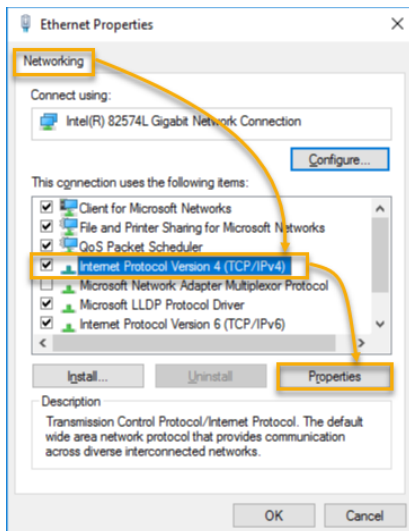 Ethernet Properties
Networking
Connect using:
Intel(R) 82574L Gigabit Network Connection
Configure...
This connection uses the following items:
Client for Microsoft Networks
File and Printer Sharing for Microsoft Networks
QoS Packet Scheduler
Internet Protocol Version 4 (TCP/IPv4)
Microsoft Network Adapter Multiplexor Protocol
Microsoft LLDP Protocol Driver
Internet Protocol Version 6 (TCP/IPv6)
Install...
Uninstall
Properties
Description
Transmission Control Protocol/Internet Protocol. The default
wide area network protocol that provides communication
across diverse interconnected networks.
OK
Cancel